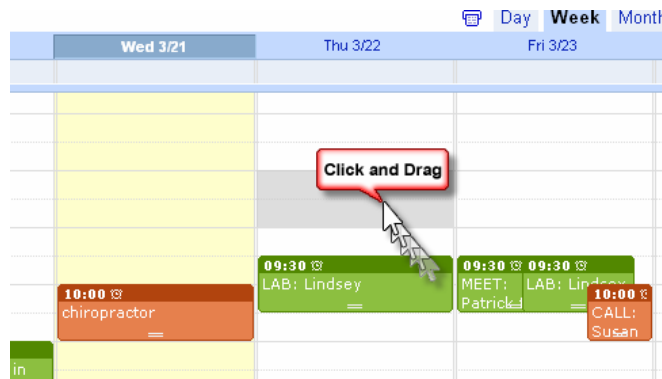 Day Week Month
Wed 3/21 Thu 3/22 Fri 3/23
Click and Drag
09:30
LAB: Lindsey
09:30
MEET:
Patrick
09:30
LAB: Lindsey
10:00
chiropractor
10:00
CALL:
Susan
in